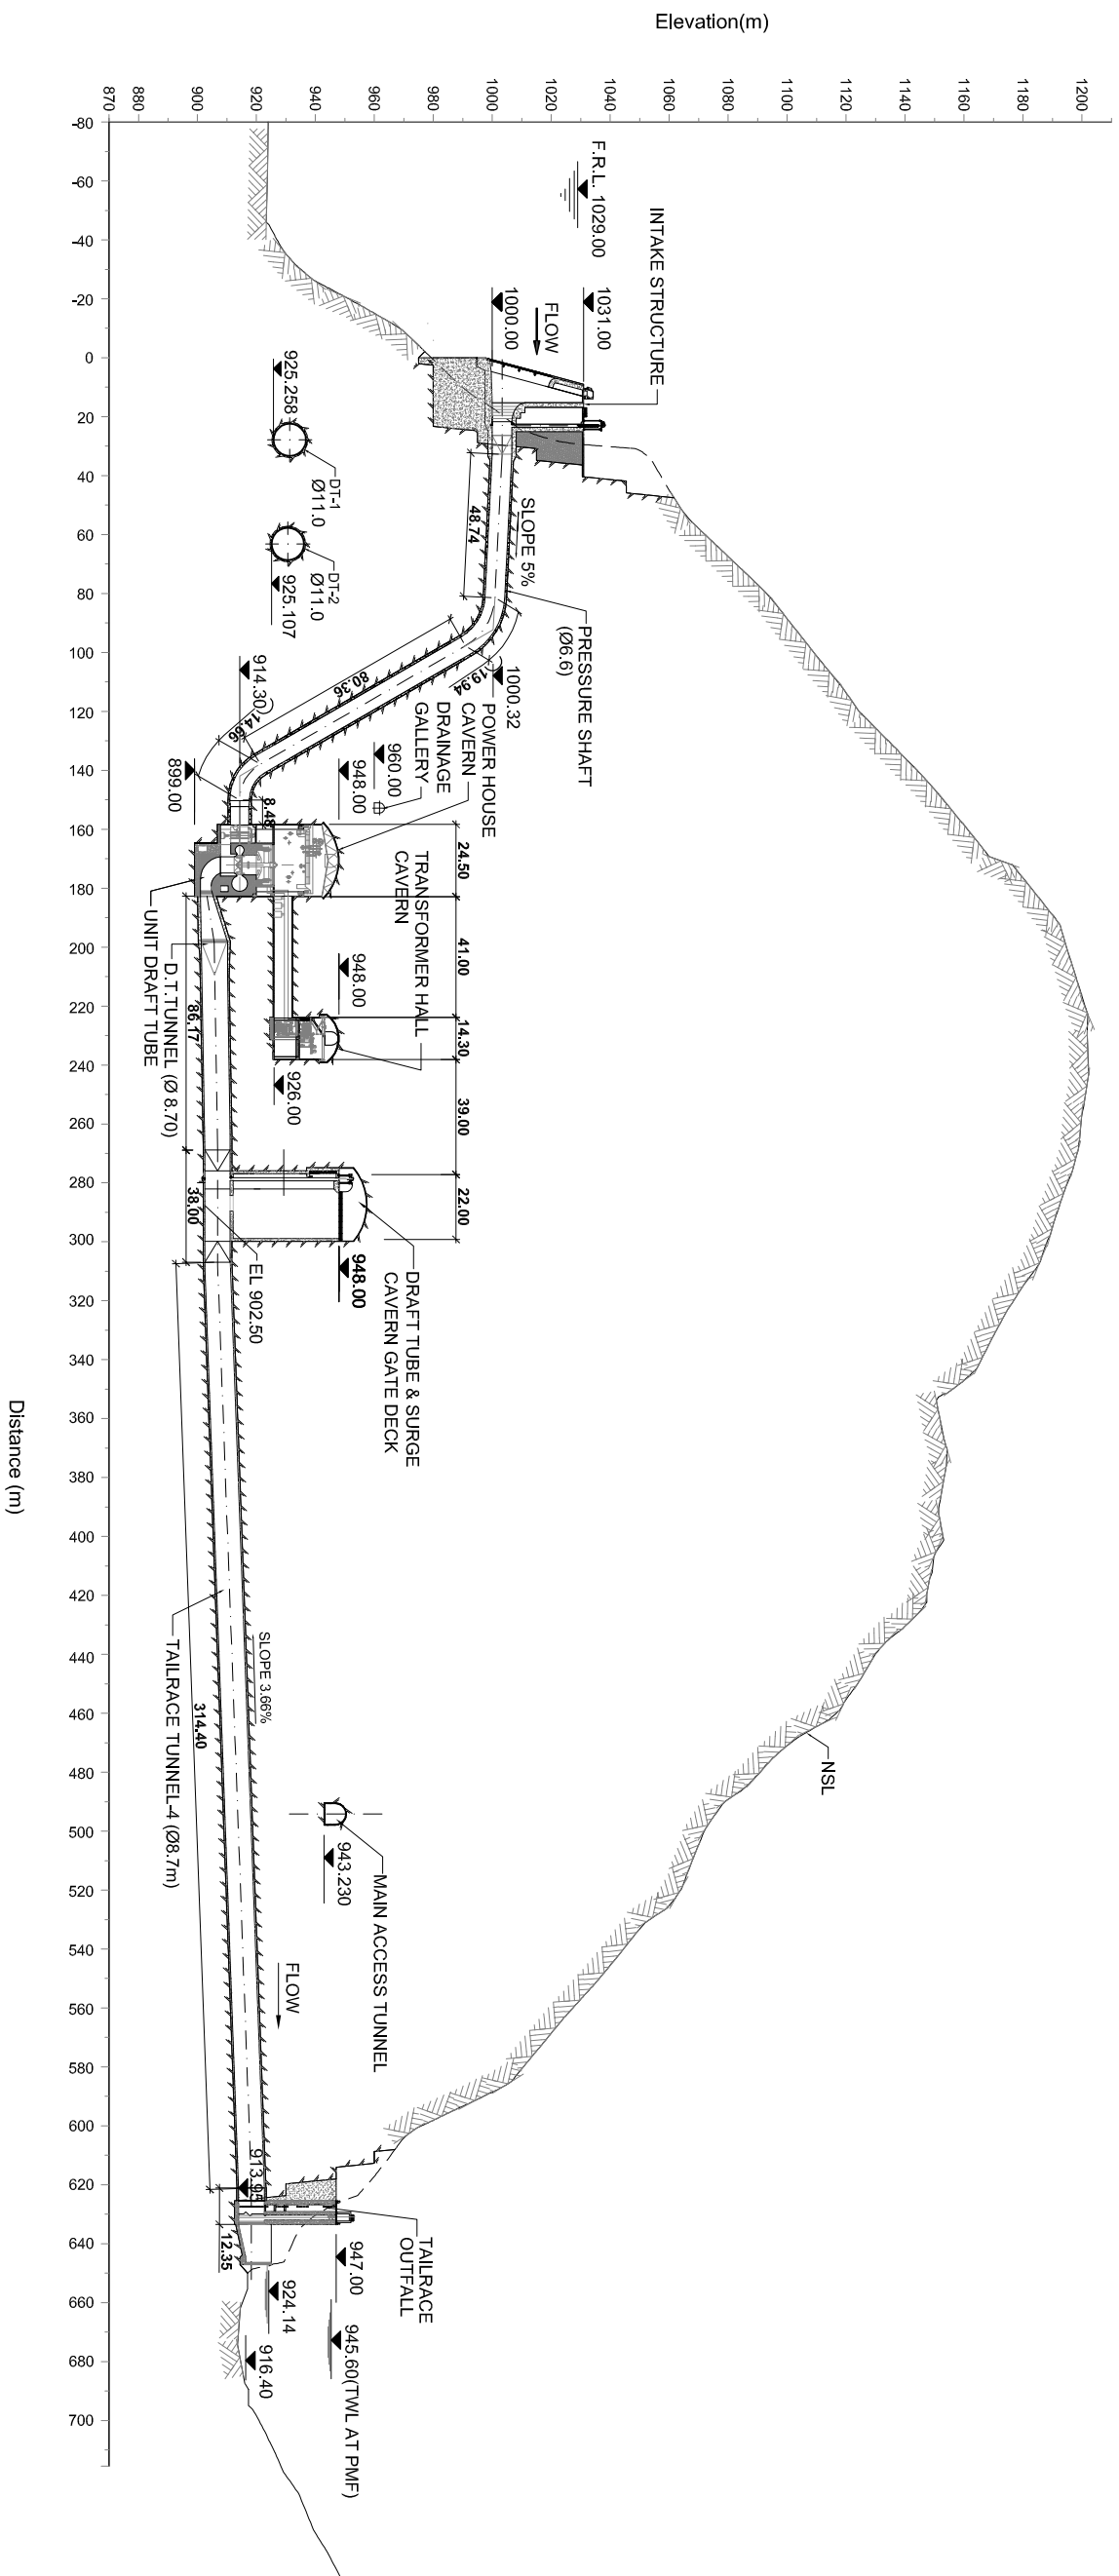 Elevation(m)
1200
1180
1160
1140
1120
1100
1080
1060
1040
1020
1000
980
960
940
920
900
880
870
F.R.L. 1029.00
INTAKE STRUCTURE
1031.00
FLOW
1000.00
48.74
SLOPE 5%
PRESSURE SHAFT
(Ø6.6)
1000.32
19.94
80.36
14.66
914.30
899.00
8.48
925.258
DT-1
Ø11.0
DT-2
Ø11.0
925.107
DRAINAGE
GALLERY
960.00
948.00
POWER HOUSE
CAVERN
24.50
41.00
14.30
39.00
22.00
TRANSFORMER HALL
CAVERN
948.00
926.00
UNIT DRAFT TUBE
D.T.TUNNEL (Ø 8.70)
86.17
38.00
EL 902.50
948.00
DRAFT TUBE & SURGE
CAVERN GATE DECK
TAILRACE TUNNEL-4 (Ø8.7m)
314.40
SLOPE 3.66%
NSL
MAIN ACCESS TUNNEL
943.230
FLOW
913.95
12.35
TAILRACE
OUTFALL
947.00
945.60(TWL AT PMF)
924.14
916.40
-80
-60
-40
-20
0
20
40
60
80
100
120
140
160
180
200
220
240
260
280
300
320
340
360
380
400
420
440
460
480
500
520
540
560
580
600
620
640
660
680
700
Distance (m)